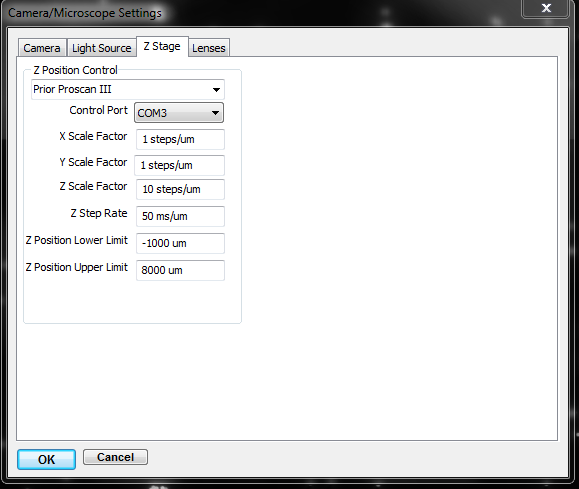 Camera/Microscope Settings
Camera Light Source Z Stage Lenses
Z Position Control
Prior Proscan III
Control Port COM3
X Scale Factor 1 steps/um
Y Scale Factor 1 steps/um
Z Scale Factor 10 steps/um
Z Step Rate 50 ms/um
Z Position Lower Limit -1000 um
Z Position Upper Limit 8000 um
OK Cancel